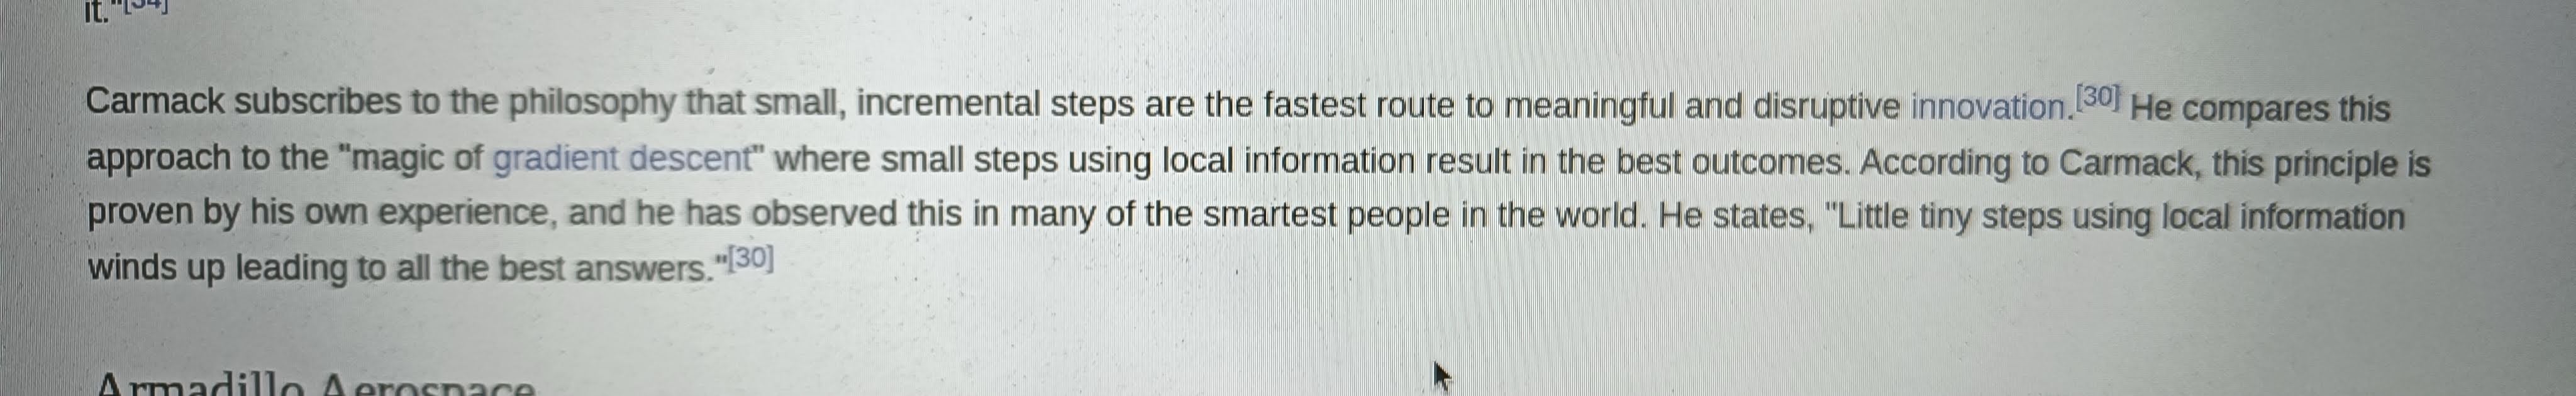 it."[34]
Carmack subscribes to the philosophy that small, incremental steps are the fastest route to meaningful and disruptive innovation.[30] He compares this
approach to the "magic of gradient descent" where small steps using local information result in the best outcomes. According to Carmack, this principle is
proven by his own experience, and he has observed this in many of the smartest people in the world. He states, "Little tiny steps using local information
winds up leading to all the best answers."[30]
Armadillo Aerospace